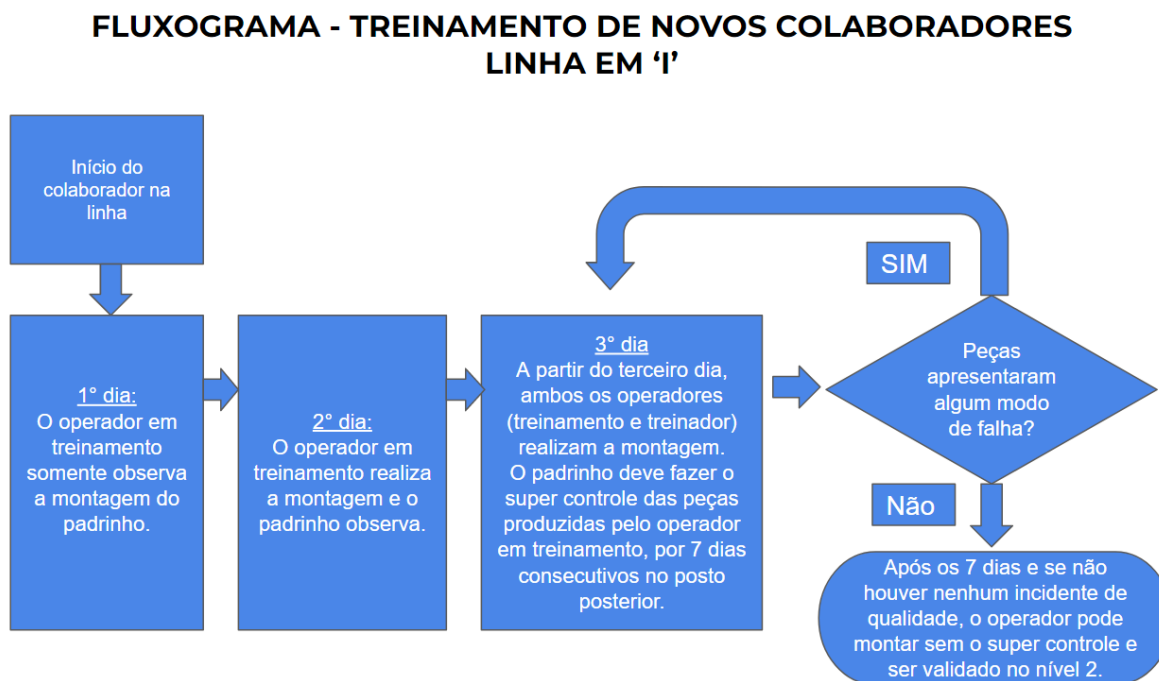 FLUXOGRAMA - TREINAMENTO DE NOVOS COLABORADORES
LINHA EM ‘I’
Início do
colaborador na
linha
1° dia:
O operador em
treinamento
somente observa
a montagem do
padrinho.
2° dia:
O operador em
treinamento realiza
a montagem e o
padrinho observa.
3° dia
A partir do terceiro dia,
ambos os operadores
(treinamento e treinador)
realizam a montagem.
O padrinho deve fazer o
super controle das peças
produzidas pelo operador
em treinamento, por 7 dias
consecutivos no posto
posterior.
SIM
Peças
apresentaram
algum modo
de falha?
Não
Após os 7 dias e se não
houver nenhum incidente de
qualidade, o operador pode
montar sem o super controle e
ser validado no nível 2.